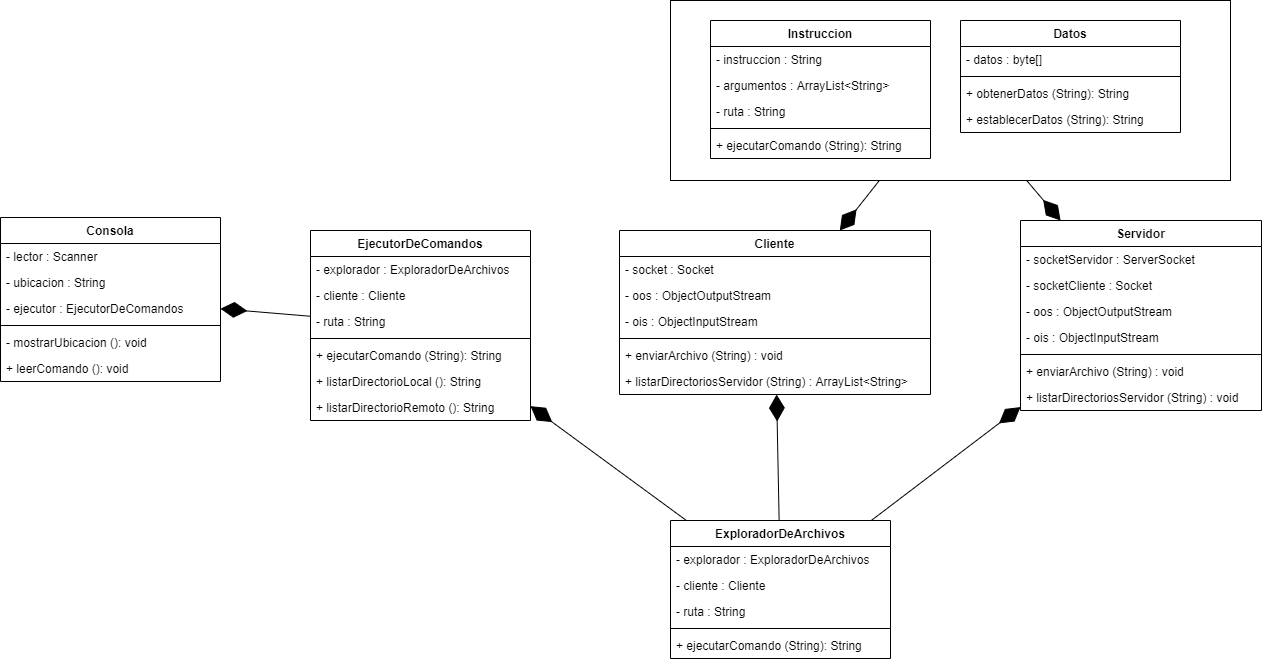 Instruccion
- instruccion : String
- argumentos : ArrayList<String>
- ruta : String
+ ejecutarComando (String): String
Datos
- datos : byte[]
+ obtenerDatos (String): String
+ establecerDatos (String): String
Consola
- lector : Scanner
- ubicacion : String
- ejecutor : EjecutorDeComandos
- mostrarUbicacion (): void
+ leerComando (): void
EjecutorDeComandos
- explorador : ExploradorDeArchivos
- cliente : Cliente
- ruta : String
+ ejecutarComando (String): String
+ listarDirectorioLocal (): String
+ listarDirectorioRemoto (): String
Cliente
- socket : Socket
- oos : ObjectOutputStream
- ois : ObjectInputStream
+ enviarArchivo (String) : void
+ listarDirectoriosServidor (String) : ArrayList<String>
Servidor
- socketServidor : ServerSocket
- socketCliente : Socket
- oos : ObjectOutputStream
- ois : ObjectInputStream
+ enviarArchivo (String) : void
+ listarDirectoriosServidor (String) : void
ExploradorDeArchivos
- explorador : ExploradorDeArchivos
- cliente : Cliente
- ruta : String
+ ejecutarComando (String): String